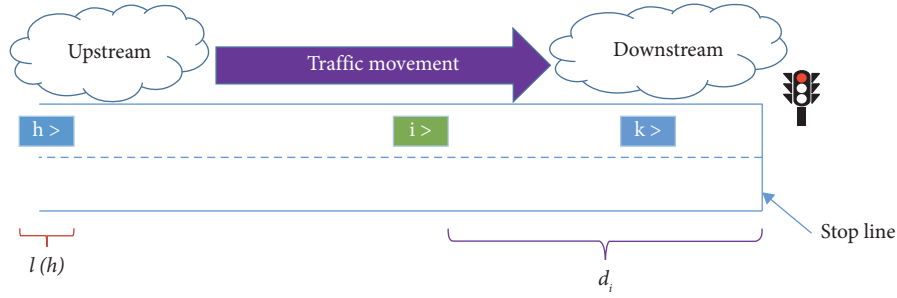 Upstream
Traffic movement
Downstream
h >
i >
k >
Stop line
l (h)
d_i